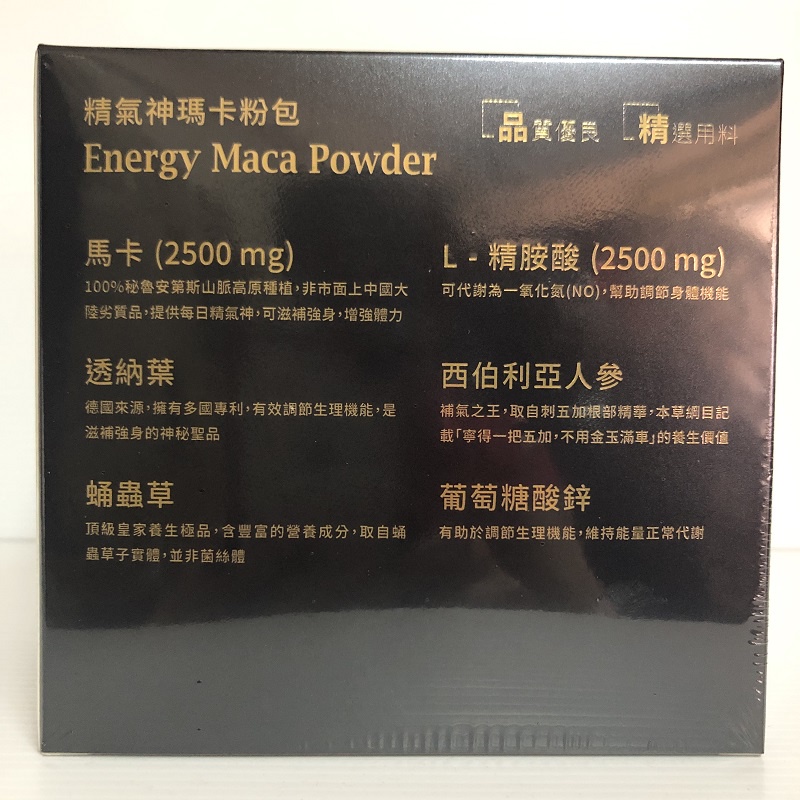 精氣神瑪卡粉包
Energy Maca Powder
品質優良 精選用料
馬卡 (2500 mg)
100%秘魯安第斯山脈高原種植,非市面上中國大
陸劣質品,提供每日精氣神,可滋補強身,增強體力
L - 精胺酸 (2500 mg)
可代謝為一氧化氮(NO),幫助調節身體機能
透納葉
德國來源,擁有多國專利,有效調節生理機能,是
滋補強身的神秘聖品
西伯利亞人參
補氣之王,取自刺五加根部精華,本草綱目記
載「寧得一把五加,不用金玉滿車」的養生價值
蛹蟲草
頂級皇家養生極品,含豐富的營養成分,取自蛹
蟲草子實體,並非菌絲體
葡萄糖酸鋅
有助於調節生理機能,維持能量正常代謝